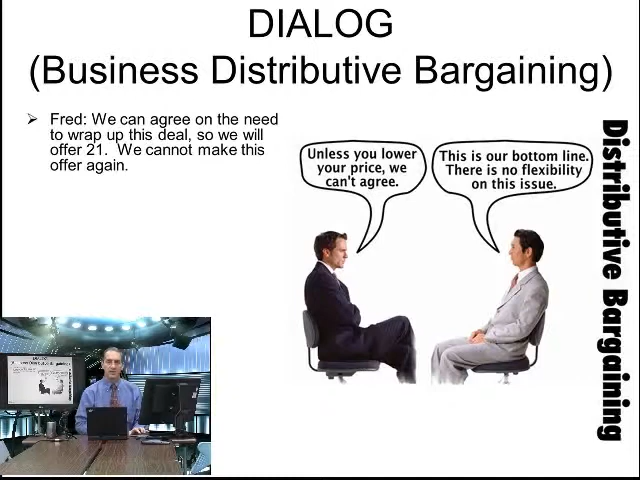 DIALOG
(Business Distributive Bargaining)
➢ Fred: We can agree on the need
to wrap up this deal, so we will
offer 21.  We cannot make this
offer again.
Unless you lower
your price, we
can't agree.
This is our bottom line.
There is no flexibility
on this issue.
Distributive Bargaining